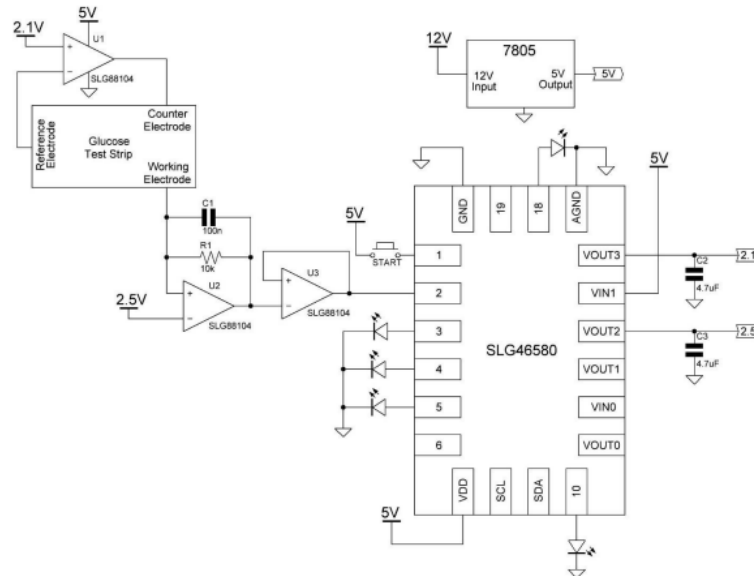 2.1V
5V
U1
+
−
SLG88104
Reference
Electrode
Counter
Electrode
Glucose
Test Strip
Working
Electrode
C1
100n
R1
10k
U2
+
−
2.5V
SLG88104
U3
+
−
SLG88104
12V
7805
12V
Input
5V
Output
5V
5V
START
5V
GND
19
18
AGND
1
2
3
4
5
6
SLG46580
VOUT3
VIN1
VOUT2
VOUT1
VIN0
VOUT0
VDD
SCL
SDA
10
5V
C2
4.7uF
2.1
C3
4.7uF
2.5